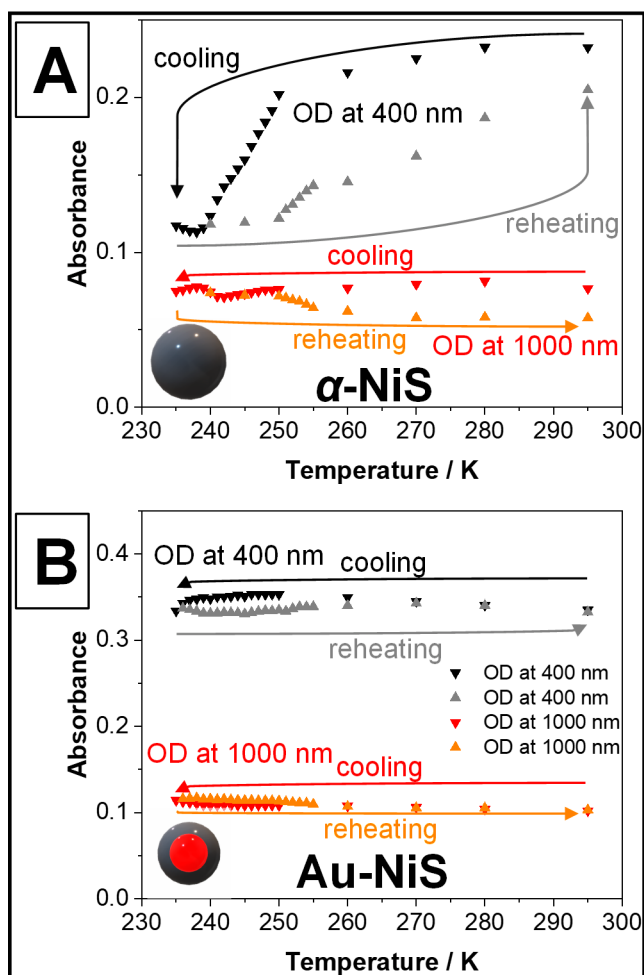 A
cooling
OD at 400 nm
reheating
cooling
reheating
OD at 1000 nm
α-NiS
Absorbance
0.2
0.1
0.0
230 240 250 260 270 280 290 300
Temperature / K
B
OD at 400 nm
cooling
reheating
OD at 400 nm
OD at 400 nm
OD at 1000 nm
OD at 1000 nm
OD at 1000 nm
cooling
reheating
Au-NiS
Absorbance
0.4
0.3
0.2
0.1
0.0
230 240 250 260 270 280 290 300
Temperature / K